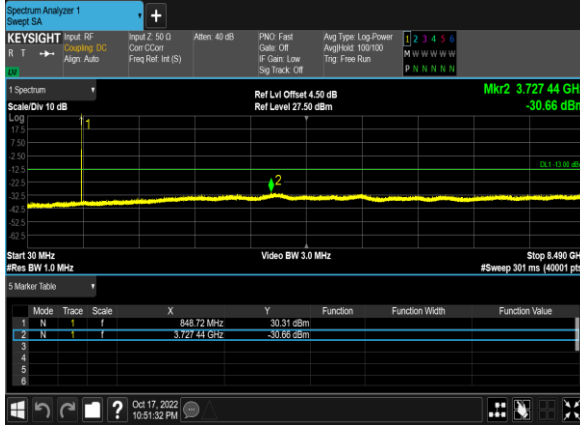 Spectrum Analyzer 1
Swept SA
+
KEYSIGHT Input: RF Input Z: 50 Ω Atten: 40 dB PNO: Fast Avg Type: Log-Power 1 2 3 4 5 6
R T Coupling: DC Corr CCorr Gate: Off Avg|Hold: 100/100 M W W W W W
Align: Auto Freq Ref: Int (S) IF Gain: Low Trig: Free Run
Sig Track: Off P N N N N N
1 Spectrum
Ref Lvl Offset 4.50 dB Mkr2 3.727 44 GH
Scale/Div 10 dB Ref Level 27.50 dBm -30.66 dBm
Log
17.5
1
7.50
-2.50
-12.5
DL1 -13.00 dBm
-22.5
2
-32.5
-42.5
-52.5
-62.5
Start 30 MHz Video BW 3.0 MHz Stop 8.490 GH
#Res BW 1.0 MHz #Sweep 301 ms (40001 pts
5 Marker Table
Mode Trace Scale X Y Function Function Width Function Value
1 N 1 f 848.72 MHz 30.31 dBm
2 N 1 f 3.727 44 GHz -30.66 dBm
3
4
5
6
? Oct 17, 2022
10:51:32 PM